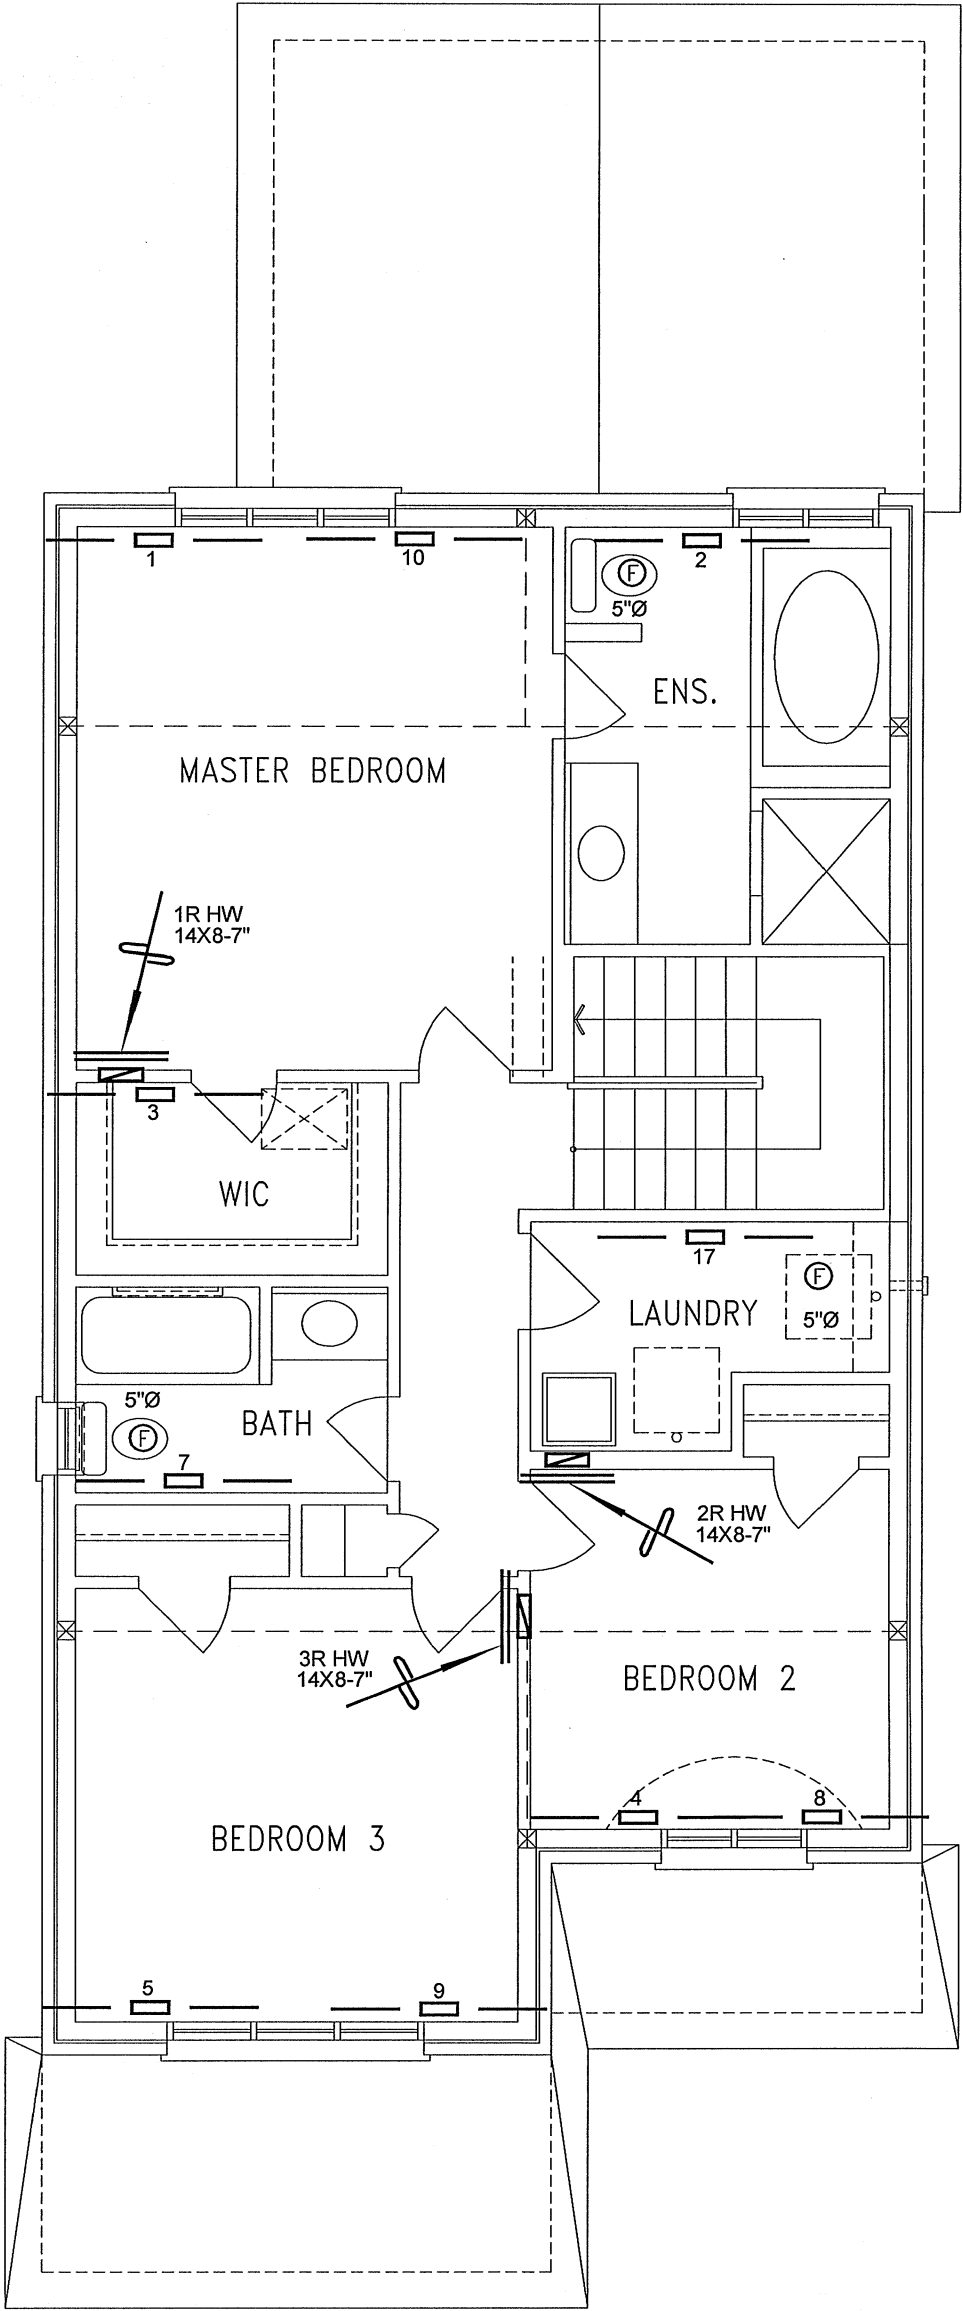 1
10
2
F
5"Ø
ENS.
MASTER BEDROOM
1R HW
14X8-7"
3
WIC
17
F
5"Ø
LAUNDRY
5"Ø
F
BATH
7
2R HW
14X8-7"
3R HW
14X8-7"
BEDROOM 2
4
8
BEDROOM 3
5
9